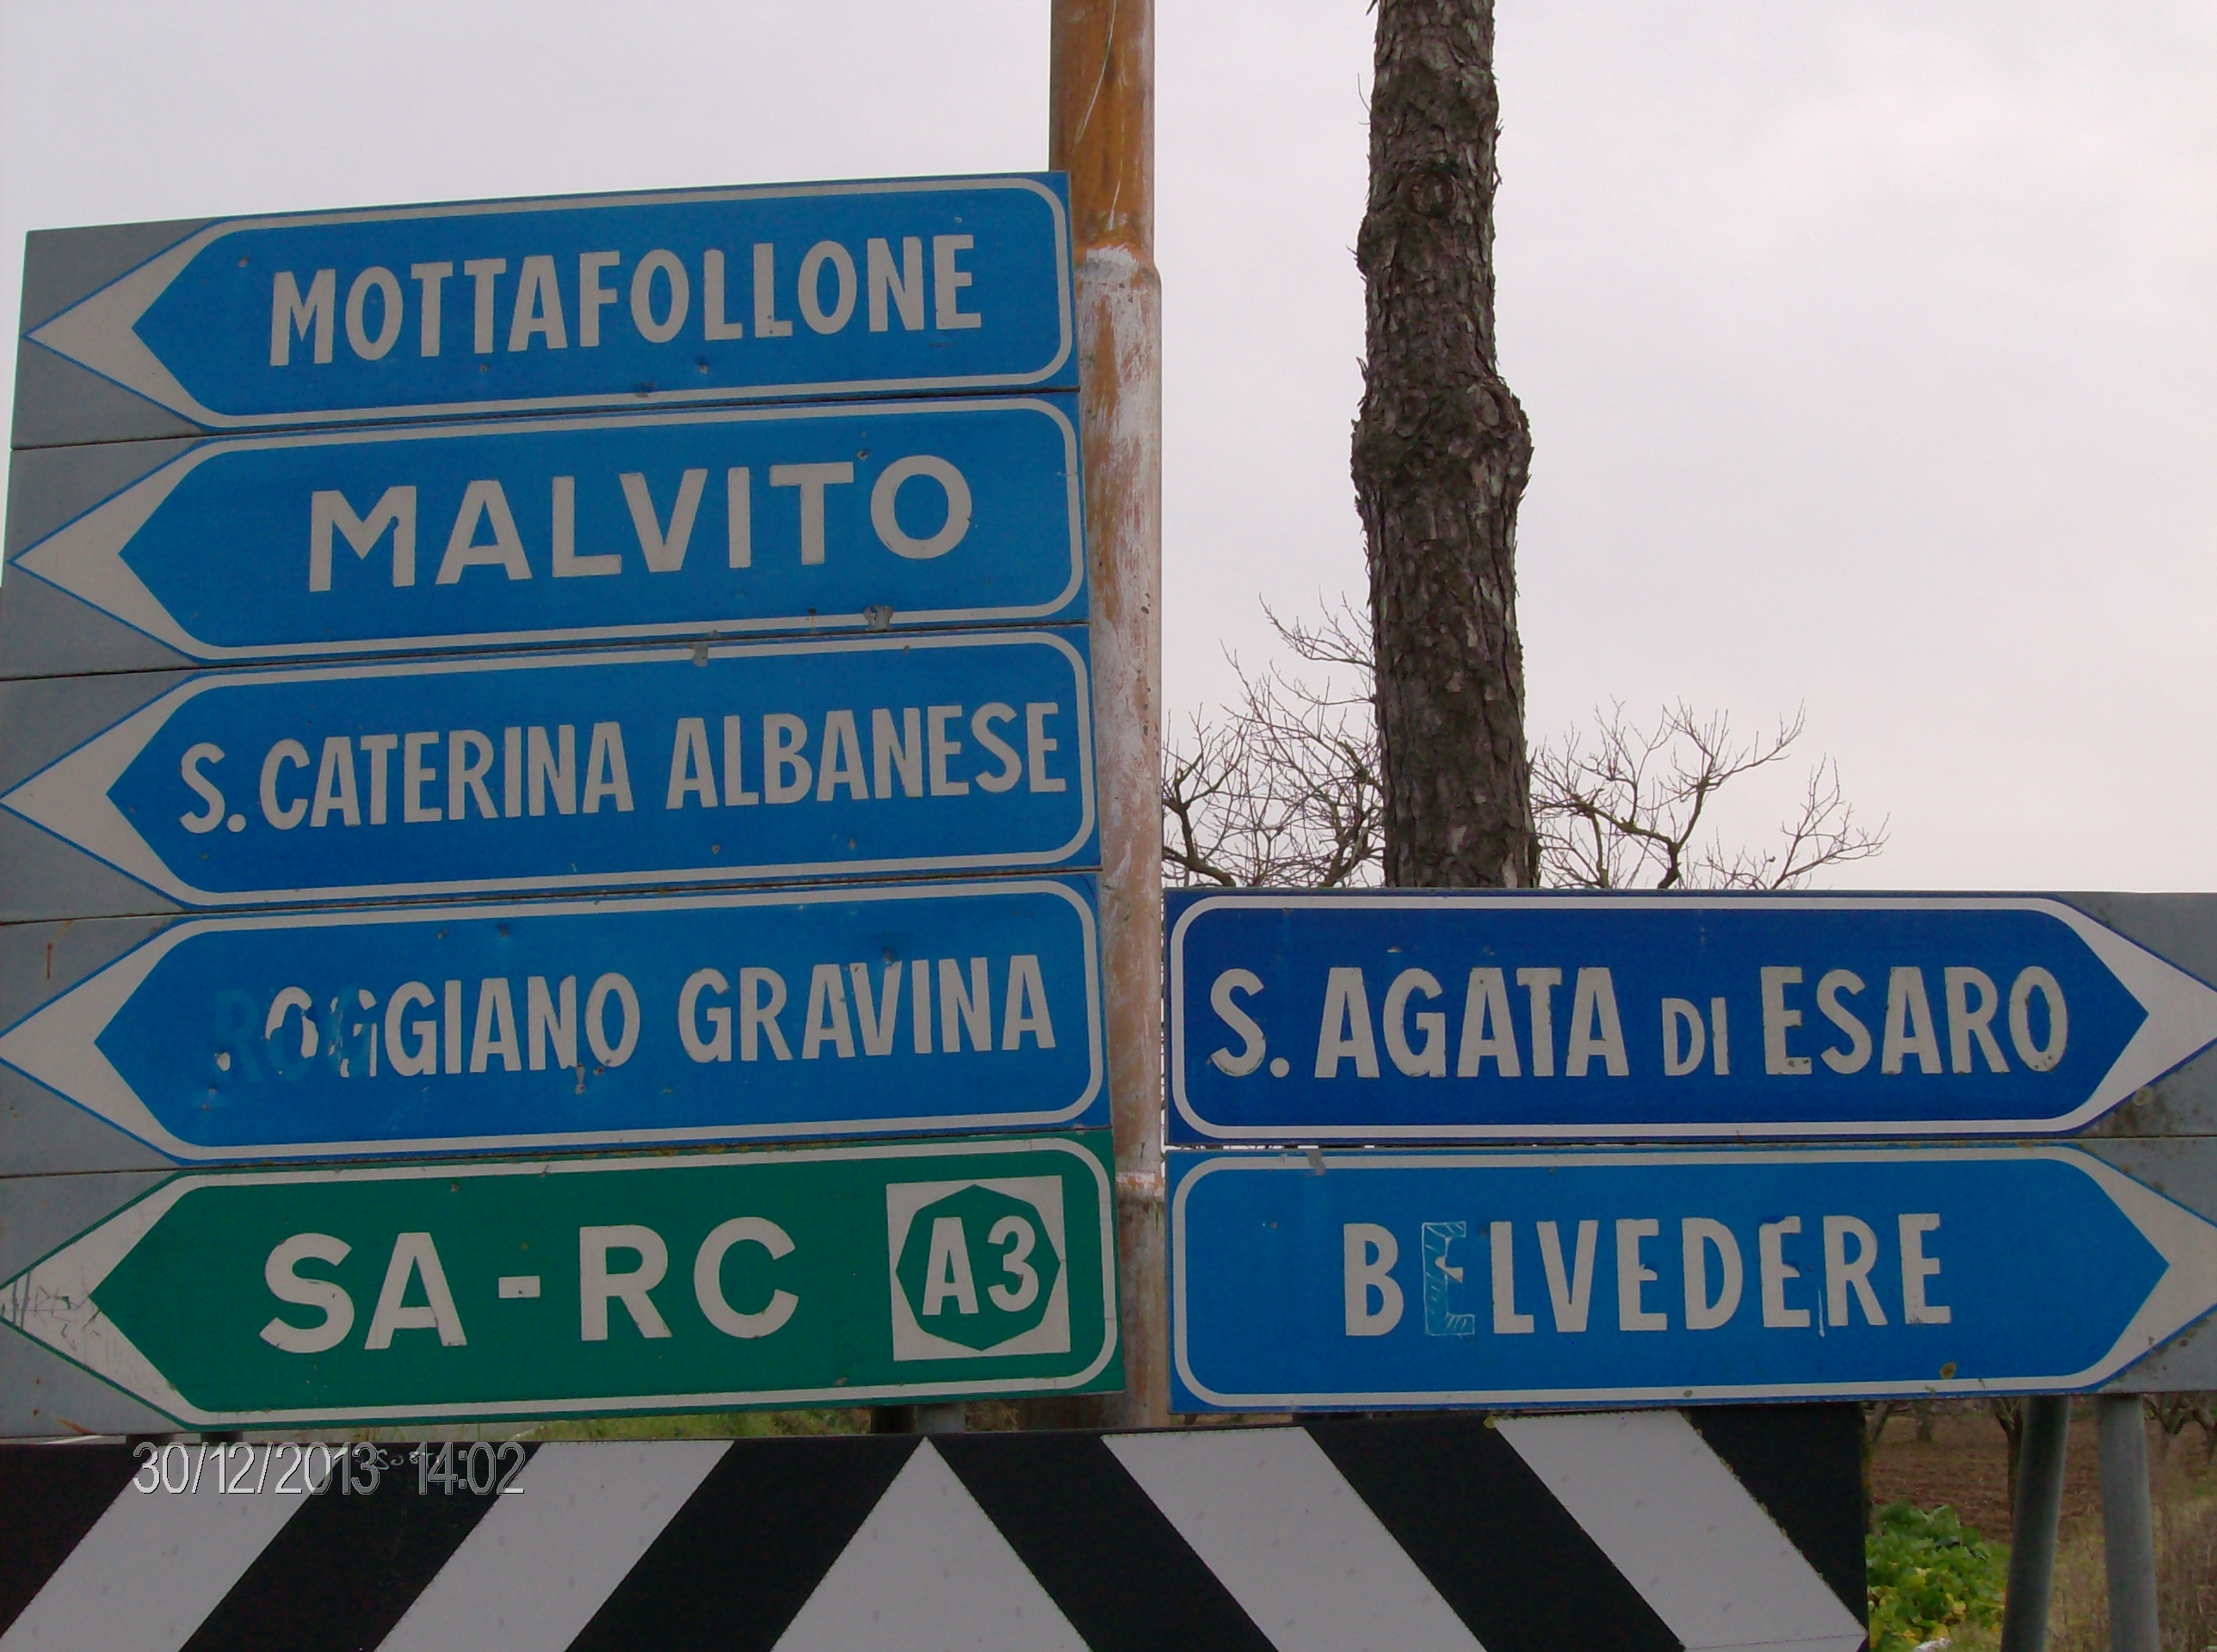 MOTTAFOLLONE
MALVITO
S. CATERINA ALBANESE
ROGGIANO GRAVINA
SA - RC A3
S. AGATA DI ESARO
BELVEDERE
30/12/2013 14:02